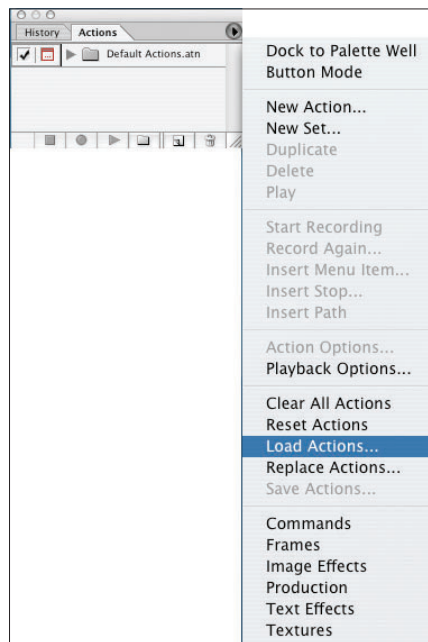 History
Actions
Default Actions.atn
Dock to Palette Well
Button Mode
New Action...
New Set...
Duplicate
Delete
Play
Start Recording
Record Again...
Insert Menu Item...
Insert Stop...
Insert Path
Action Options...
Playback Options...
Clear All Actions
Reset Actions
Load Actions...
Replace Actions...
Save Actions...
Commands
Frames
Image Effects
Production
Text Effects
Textures